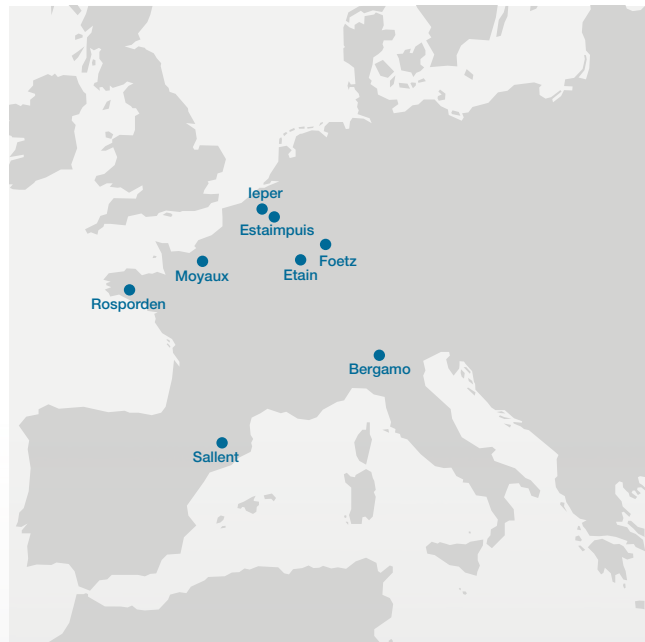 Ieper
Estaimpuis
Foetz
Etain
Moyaux
Rosporden
Bergamo
Sallent